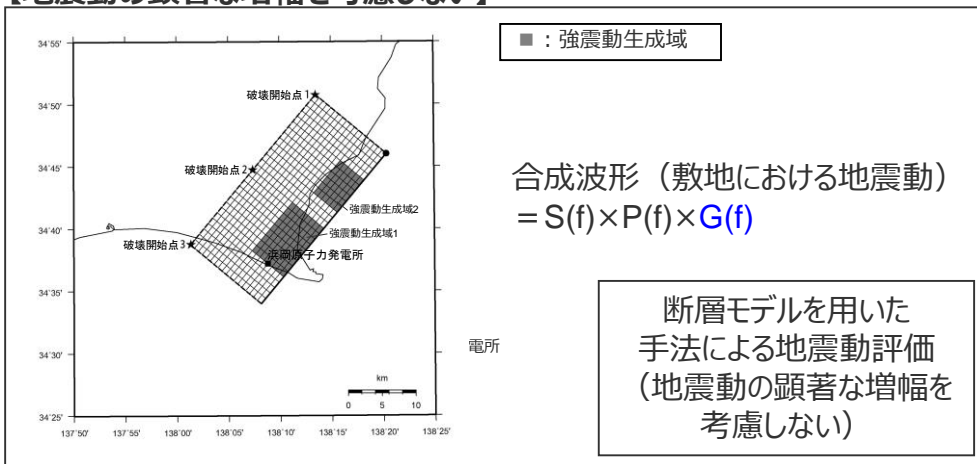 【地震動の顕著な増幅を考慮しない】
■：強震動生成域
34°55'
34°50'
34°45'
34°40'
34°35'
34°30'
34°25'
137°50'
137°55'
138°00'
138°05'
138°10'
138°15'
138°20'
138°25'
破壊開始点1
破壊開始点2
破壊開始点3
強震動生成域2
強震動生成域1
浜岡原子力発電所
km
0 5 10
電所
合成波形（敷地における地震動）
＝S(f)×P(f)×G(f)
断層モデルを用いた
手法による地震動評価
（地震動の顕著な増幅を
考慮しない）